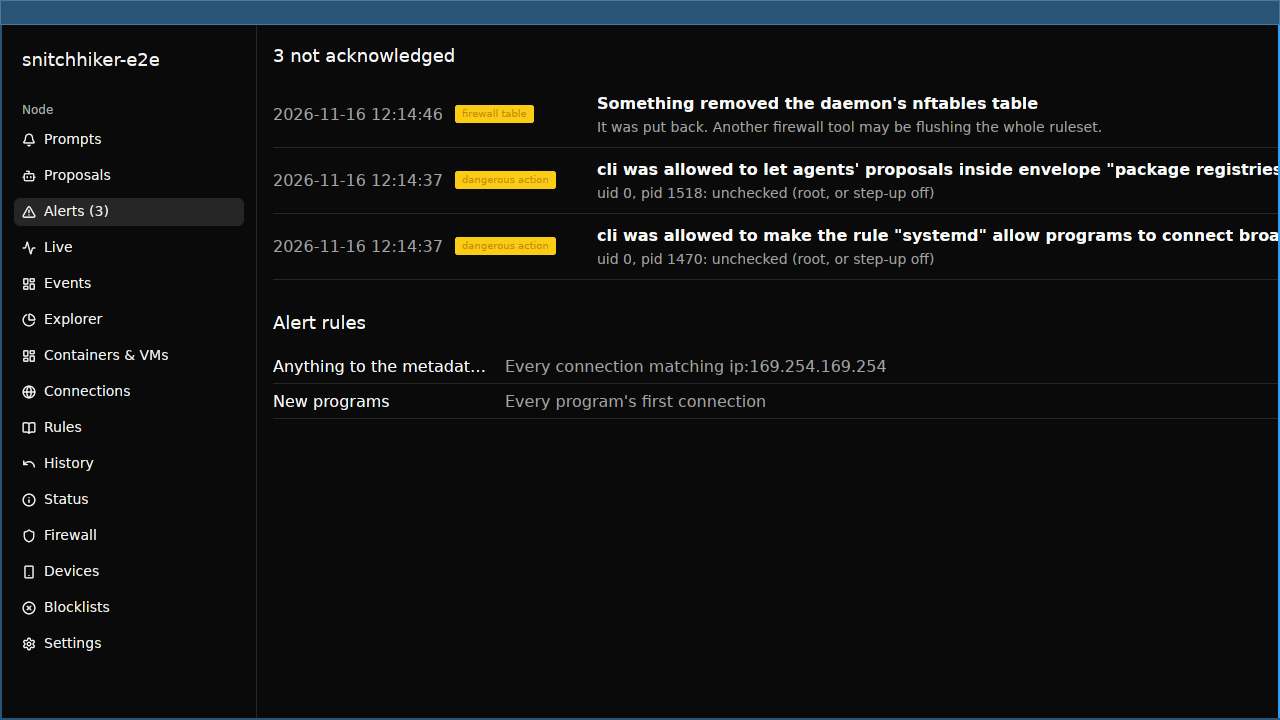 snitchhiker-e2e
Node
Prompts
Proposals
Alerts (3)
Live
Events
Explorer
Containers & VMs
Connections
Rules
History
Status
Firewall
Devices
Blocklists
Settings
3 not acknowledged
2026-11-16 12:14:46 firewall table Something removed the daemon's nftables table
It was put back. Another firewall tool may be flushing the whole ruleset.
2026-11-16 12:14:37 dangerous action cli was allowed to let agents' proposals inside envelope "package registries
uid 0, pid 1518: unchecked (root, or step-up off)
2026-11-16 12:14:37 dangerous action cli was allowed to make the rule "systemd" allow programs to connect broa
uid 0, pid 1470: unchecked (root, or step-up off)
Alert rules
Anything to the metadat... Every connection matching ip:169.254.169.254
New programs Every program's first connection